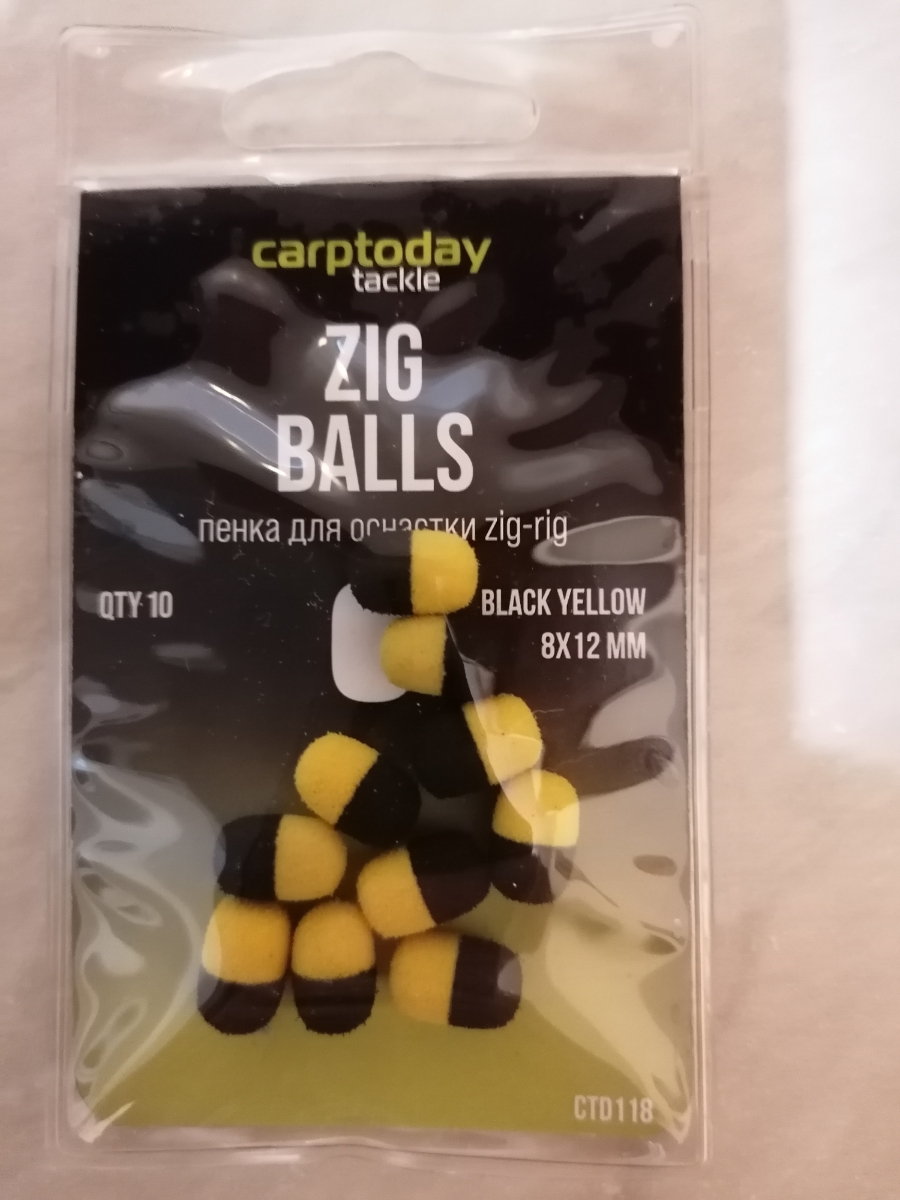 carptoday
tackle
ZIG
BALLS
пенка для оснастки zig-rig
QTY 10
BLACK YELLOW
8X12 MM
CTD118